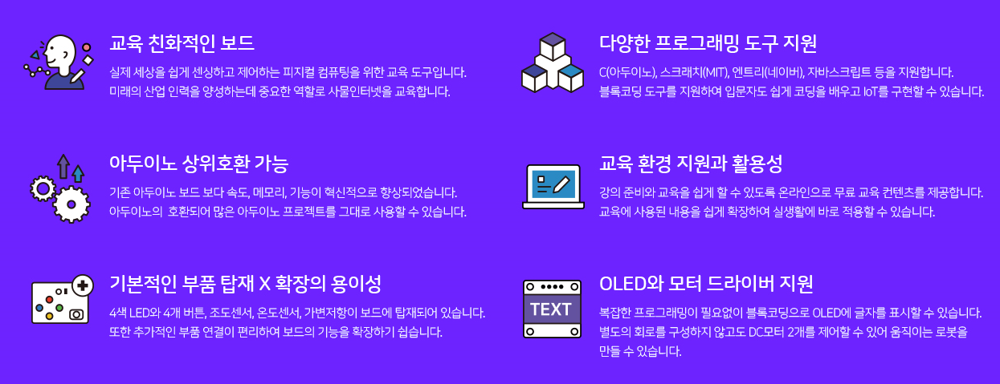 교육 친화적인 보드
실제 세상을 쉽게 센싱하고 제어하는 피지컬 컴퓨팅을 위한 교육 도구입니다.
미래의 산업 인력을 양성하는데 중요한 역할로 사물인터넷을 교육합니다.
다양한 프로그래밍 도구 지원
C(아두이노), 스크래치(MIT), 엔트리(네이버), 자바스크립트 등을 지원합니다.
블록코딩 도구를 지원하여 입문자도 쉽게 코딩을 배우고 IoT를 구현할 수 있습니다.
아두이노 상위호환 가능
기존 아두이노 보드 보다 속도, 메모리, 기능이 혁신적으로 향상되었습니다.
아두이노의 호환되어 많은 아두이노 프로젝트를 그대로 사용할 수 있습니다.
교육 환경 지원과 활용성
강의 준비와 교육을 쉽게 할 수 있도록 온라인으로 무료 교육 컨텐츠를 제공합니다.
교육에 사용된 내용을 쉽게 확장하여 실생활에 바로 적용할 수 있습니다.
기본적인 부품 탑재 X 확장의 용이성
4색 LED와 4개 버튼, 조도센서, 온도센서, 가변저항이 보드에 탑재되어 있습니다.
또한 추가적인 부품 연결이 편리하여 보드의 기능을 확장하기 쉽습니다.
TEXT
OLED와 모터 드라이버 지원
복잡한 프로그래밍이 필요없이 블록코딩으로 OLED에 글자를 표시할 수 있습니다.
별도의 회로를 구성하지 않고도 DC모터 2개를 제어할 수 있어 움직이는 로봇을
만들 수 있습니다.